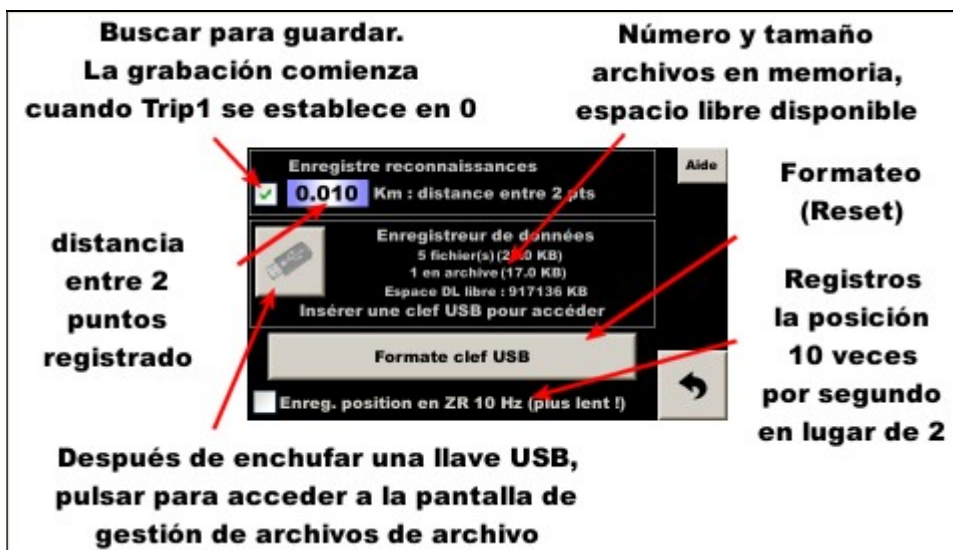 Buscar para guardar.
La grabación comienza
cuando Trip1 se establece en 0
Número y tamaño
archivos en memoria,
espacio libre disponible
Enregistre reconnaissances
0.010 Km : distance entre 2 pts
Aide
Formateo
(Reset)
distancia
entre 2
puntos
registrado
Enregistreur de données
5 fichier(s) (2 .0 KB)
1 en archive (17.0 KB)
Espace DL libre : 917136 KB
Insérer une clef USB pour accéder
Registros
la posición
10 veces
por segundo
en lugar de 2
Formate clef USB
Enreg. position en ZR 10 Hz (plus lent !)
Después de enchufar una llave USB,
pulsar para acceder a la pantalla de
gestión de archivos de archivo